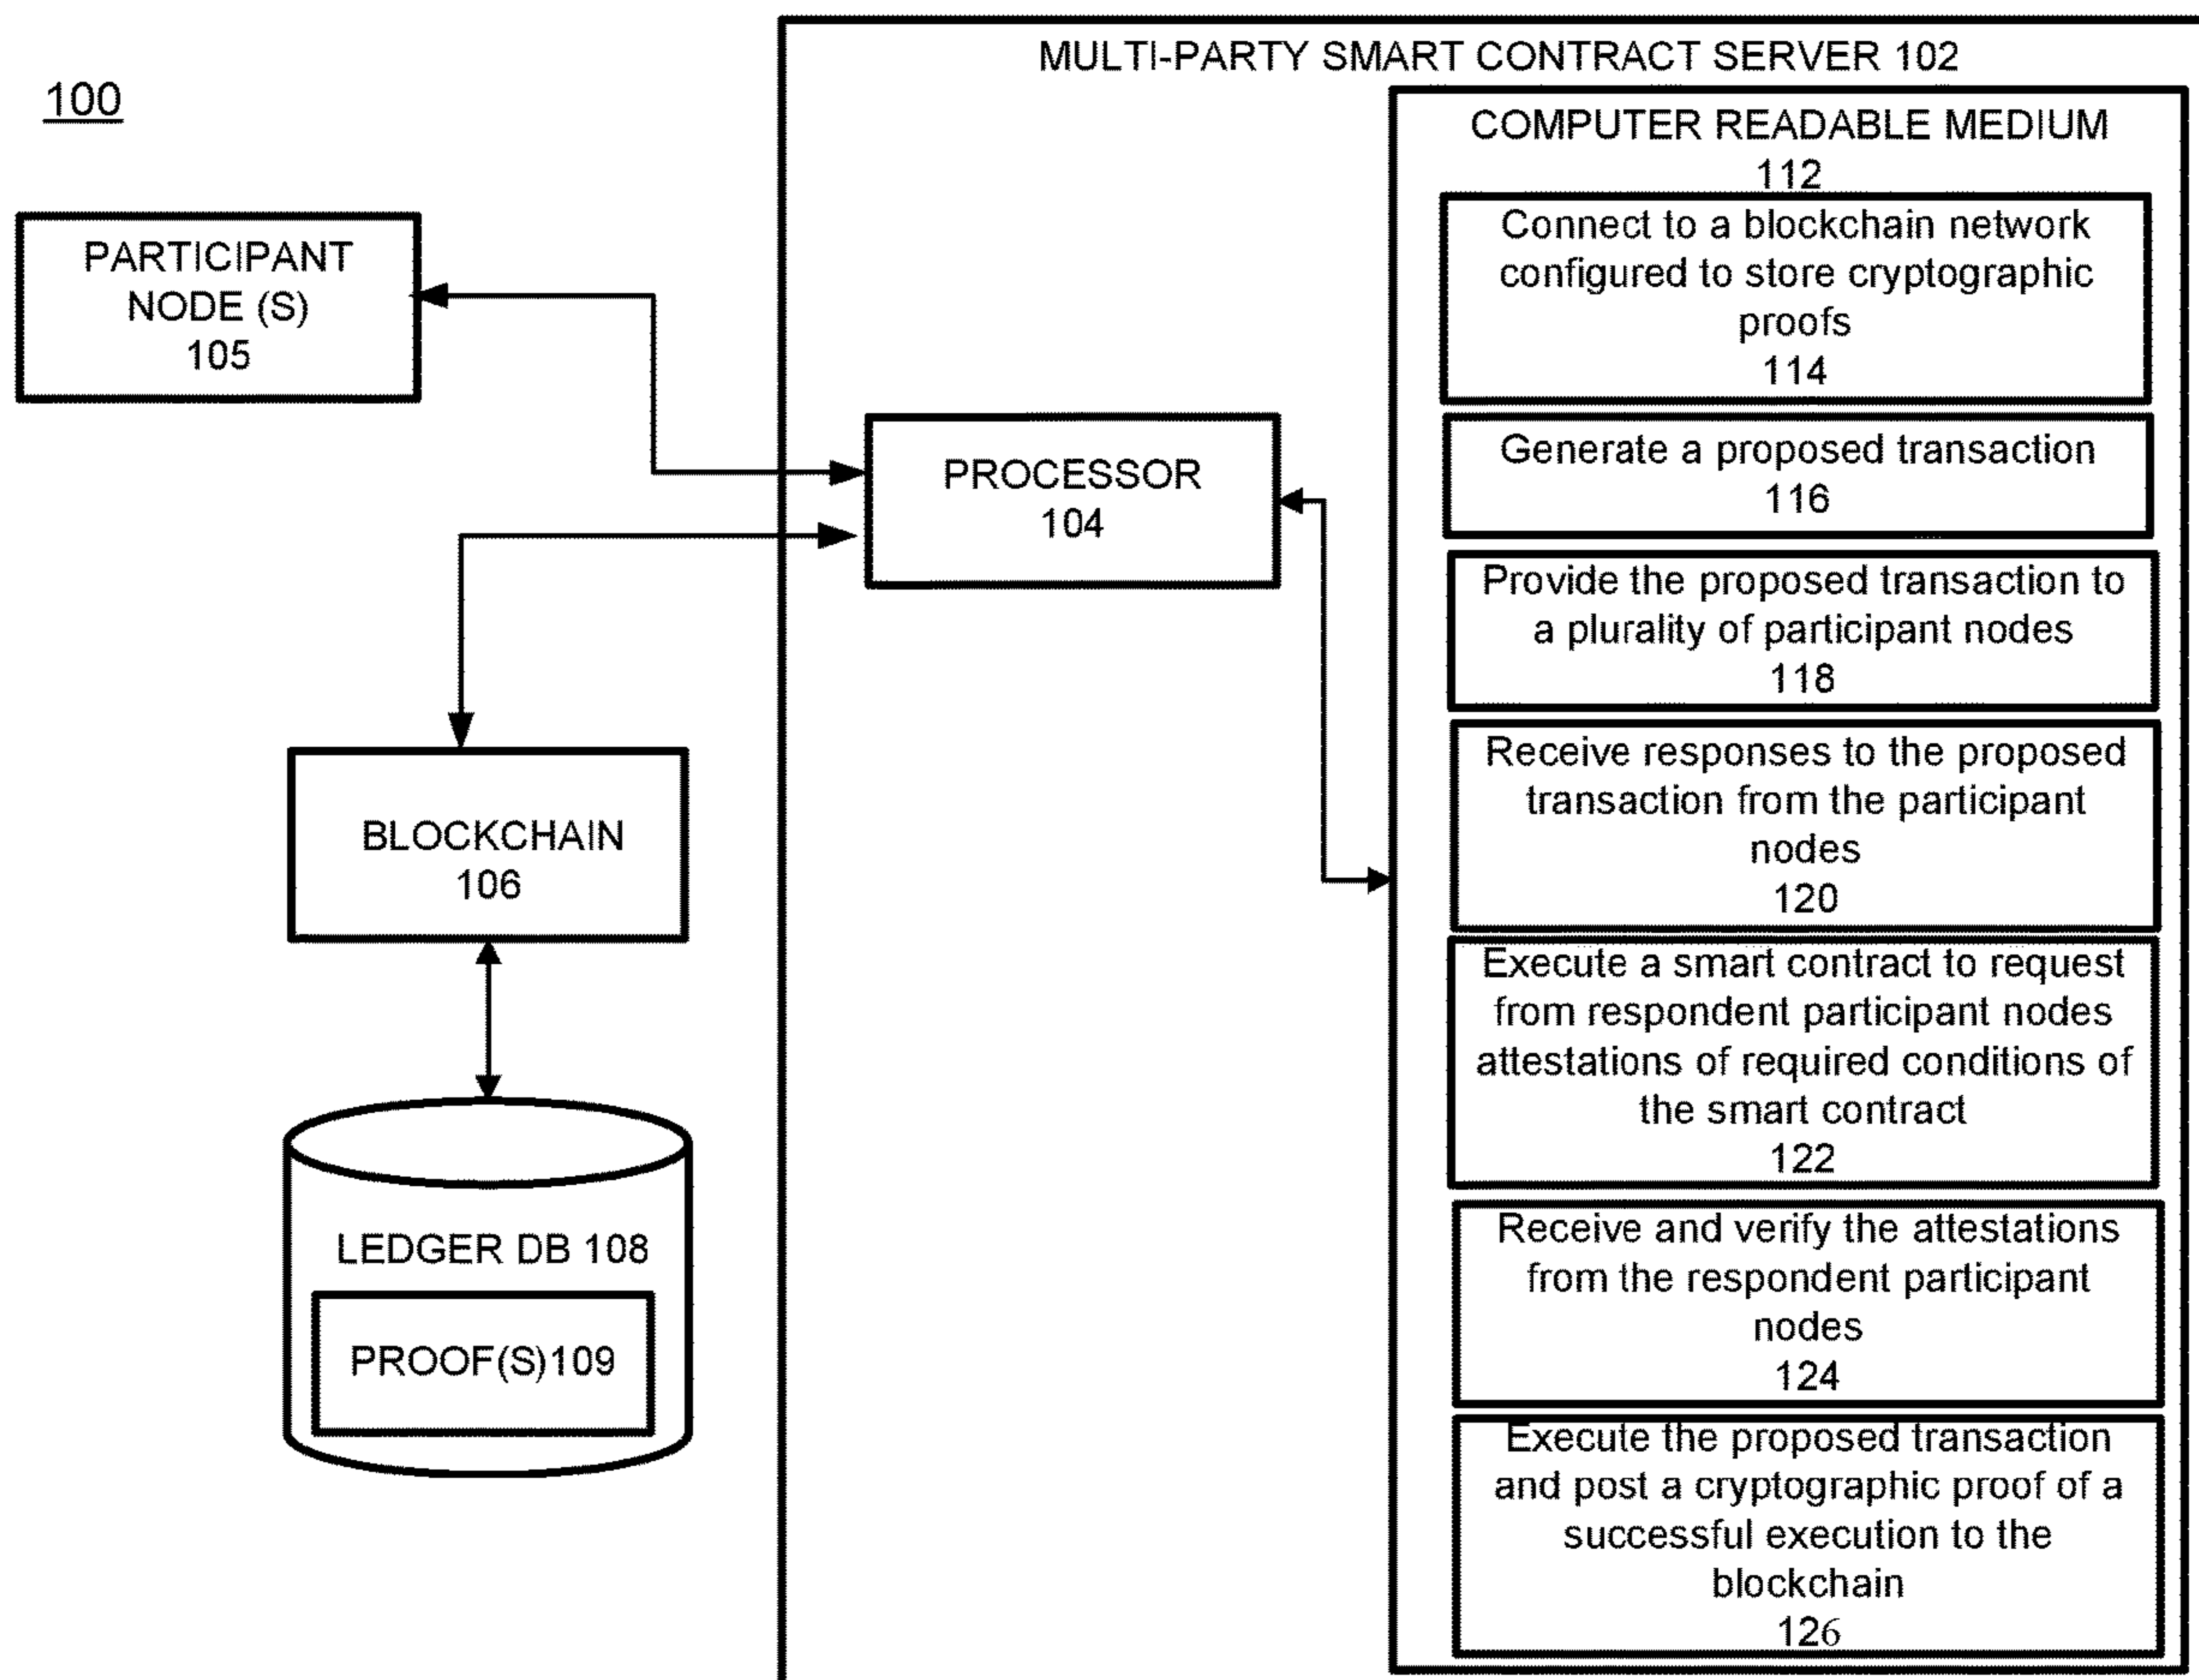 MULTI-PARTY SMART CONTRACT SERVER 102
100
PARTICIPANT
NODE (S)
105
PROCESSOR
104
BLOCKCHAIN
106
LEDGER DB 108
PROOF(S)109
COMPUTER READABLE MEDIUM
112
Connect to a blockchain network
configured to store cryptographic
proofs
114
Generate a proposed transaction
116
Provide the proposed transaction to
a plurality of participant nodes
118
Receive responses to the proposed
transaction from the participant
nodes
120
Execute a smart contract to request
from respondent participant nodes
attestations of required conditions of
the smart contract
122
Receive and verify the attestations
from the respondent participant
nodes
124
Execute the proposed transaction
and post a cryptographic proof of a
successful execution to the
blockchain
126